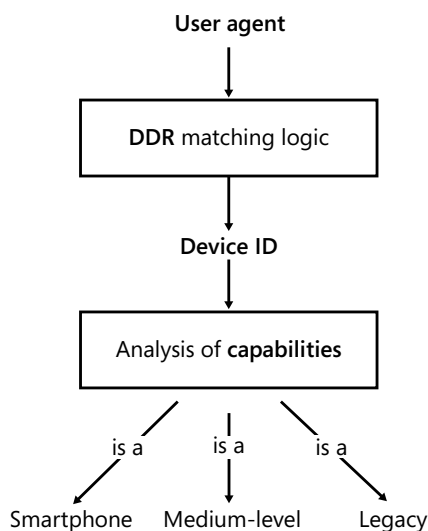 User agent
DDR matching logic
Device ID
Analysis of capabilities
is a is a is a
Smartphone Medium-level Legacy